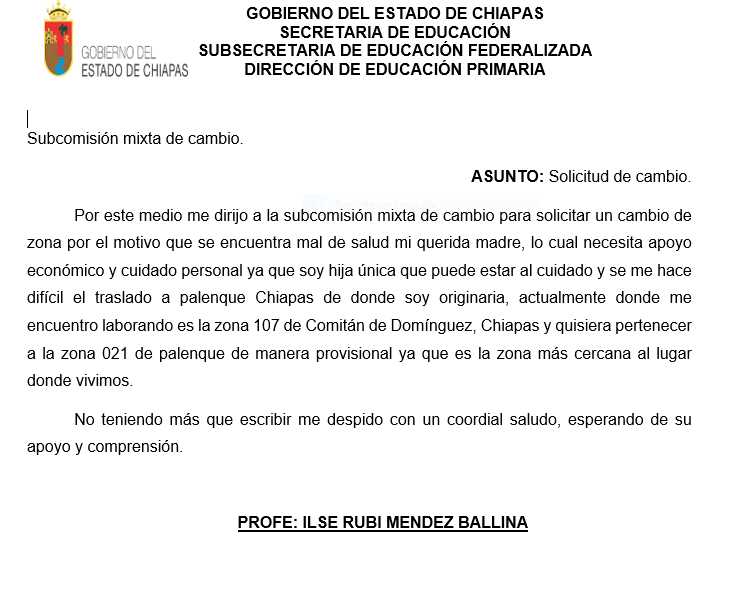 GOBIERNO DEL ESTADO DE CHIAPAS
SECRETARIA DE EDUCACIÓN
SUBSECRETARIA DE EDUCACIÓN FEDERALIZADA
DIRECCIÓN DE EDUCACIÓN PRIMARIA
GOBIERNO DEL
ESTADO DE CHIAPAS
Subcomisión mixta de cambio.
ASUNTO: Solicitud de cambio.
Por este medio me dirijo a la subcomisión mixta de cambio para solicitar un cambio de
zona por el motivo que se encuentra mal de salud mi querida madre, lo cual necesita apoyo
económico y cuidado personal ya que soy hija única que puede estar al cuidado y se me hace
difícil el traslado a palenque Chiapas de donde soy originaria, actualmente donde me
encuentro laborando es la zona 107 de Comitán de Domínguez, Chiapas y quisiera pertenecer
a la zona 021 de palenque de manera provisional ya que es la zona más cercana al lugar
donde vivimos.
No teniendo más que escribir me despido con un coordial saludo, esperando de su
apoyo y comprensión.
PROFE: ILSE RUBI MENDEZ BALLINA